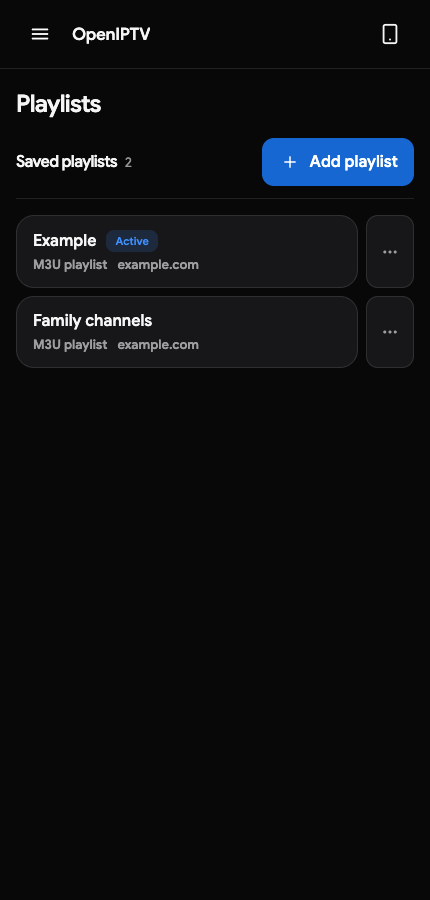 OpenIPTV
Playlists
Saved playlists 2
Add playlist
Example Active
M3U playlist example.com
Family channels
M3U playlist example.com